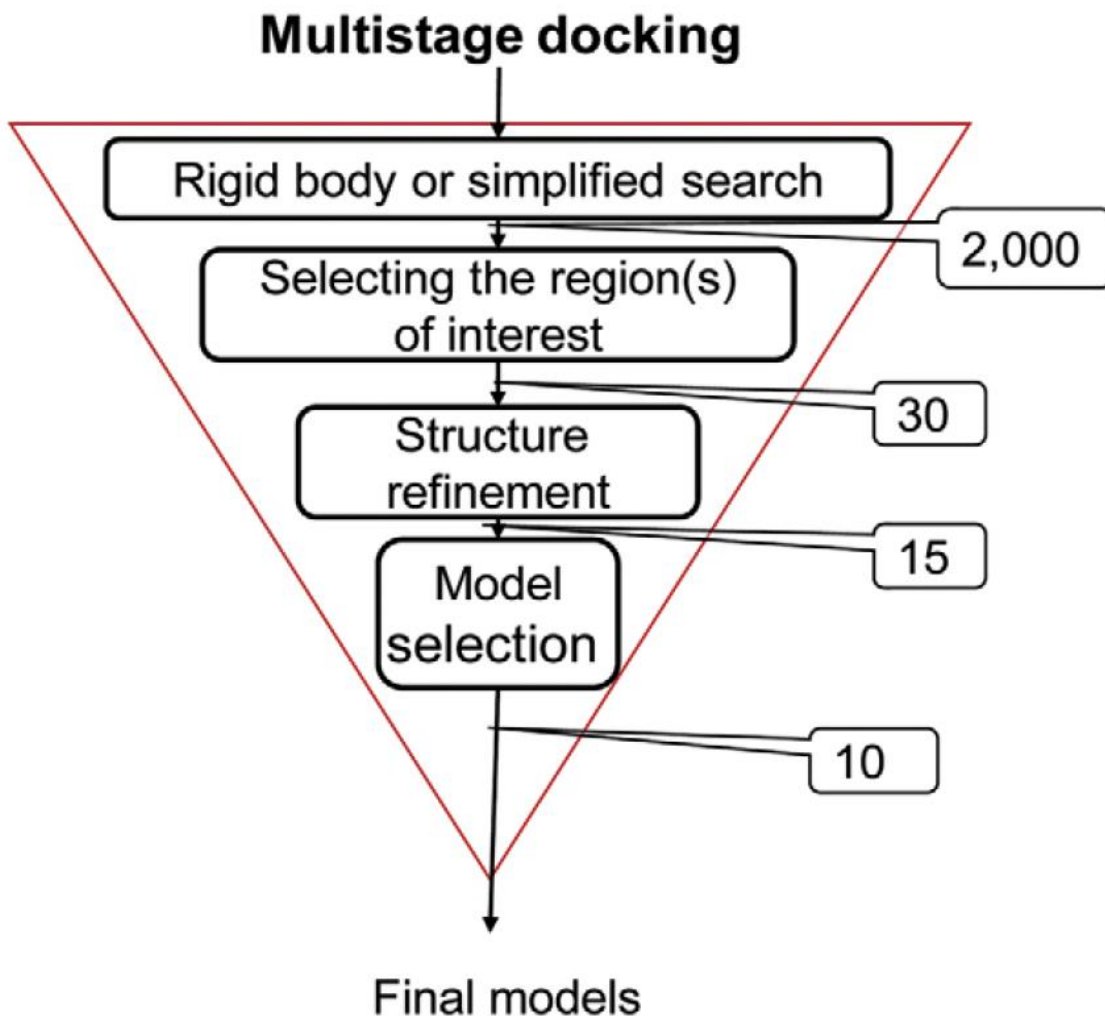 Multistage docking
Rigid body or simplified search
2,000
Selecting the region(s)
of interest
30
Structure
refinement
15
Model
selection
10
Final models